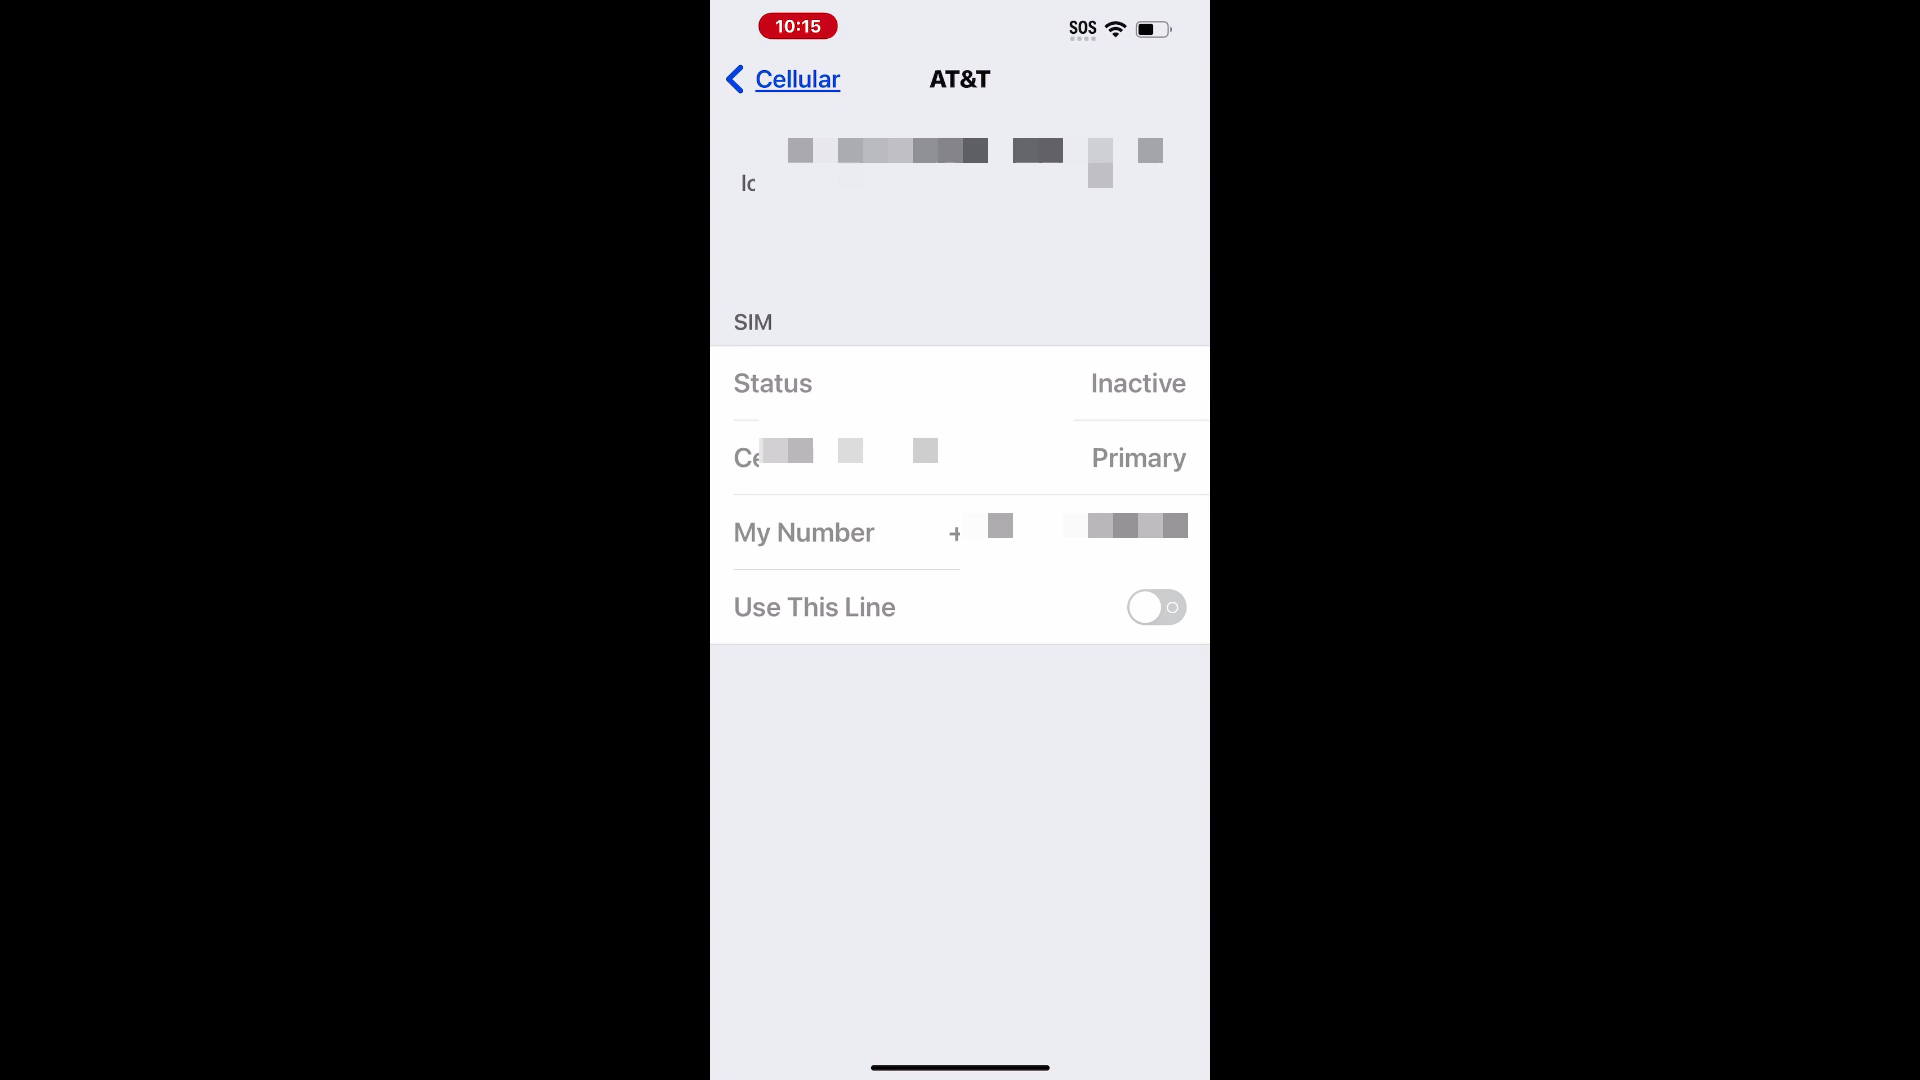 10:15 SOS
Cellular AT&T
SIM
Status Inactive
Primary
My Number +
Use This Line